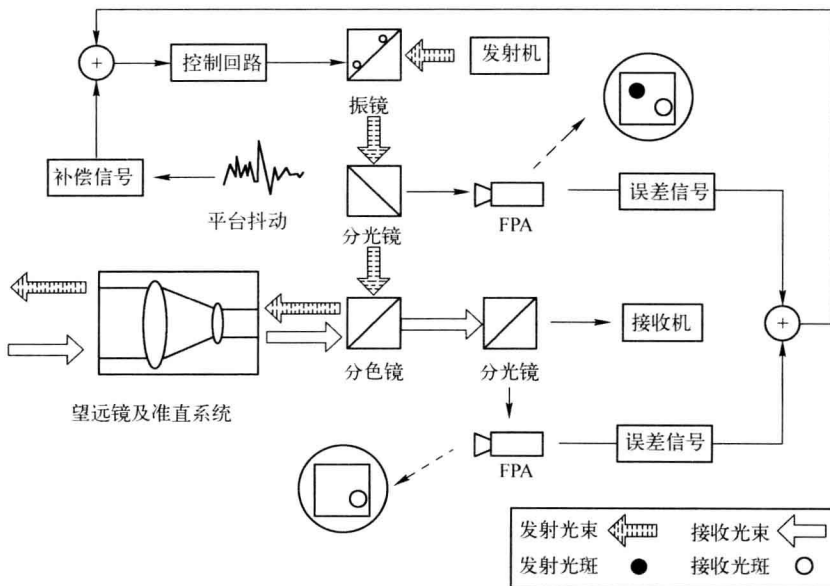 控制回路
发射机
振镜
补偿信号
平台抖动
分光镜
FPA
误差信号
分色镜
分光镜
接收机
望远镜及准直系统
FPA
误差信号
发射光束
接收光束
发射光斑
接收光斑